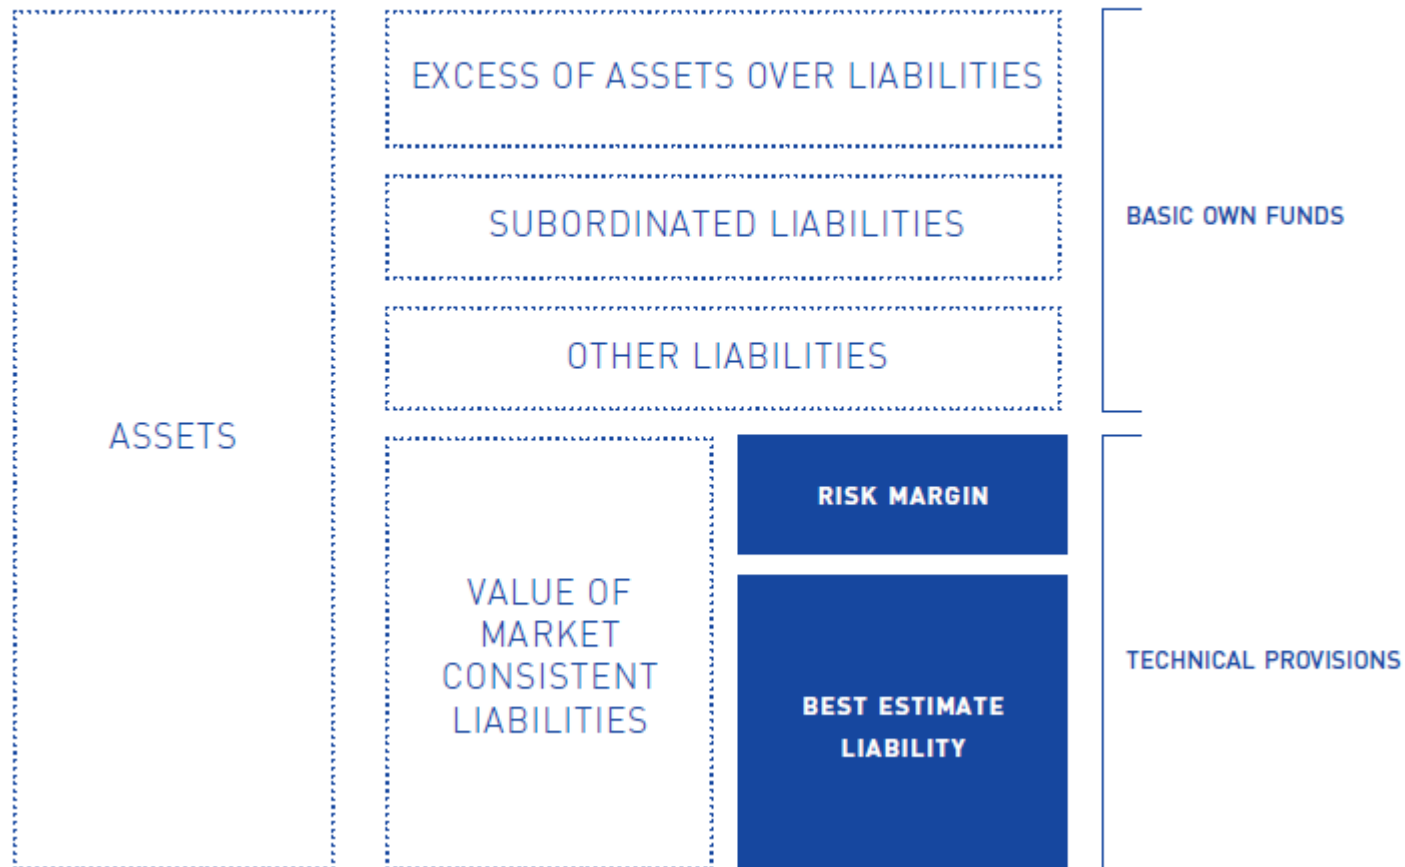 EXCESS OF ASSETS OVER LIABILITIES
SUBORDINATED LIABILITIES
BASIC OWN FUNDS
OTHER LIABILITIES
ASSETS
RISK MARGIN
VALUE OF
MARKET
CONSISTENT
LIABILITIES
BEST ESTIMATE
LIABILITY
TECHNICAL PROVISIONS